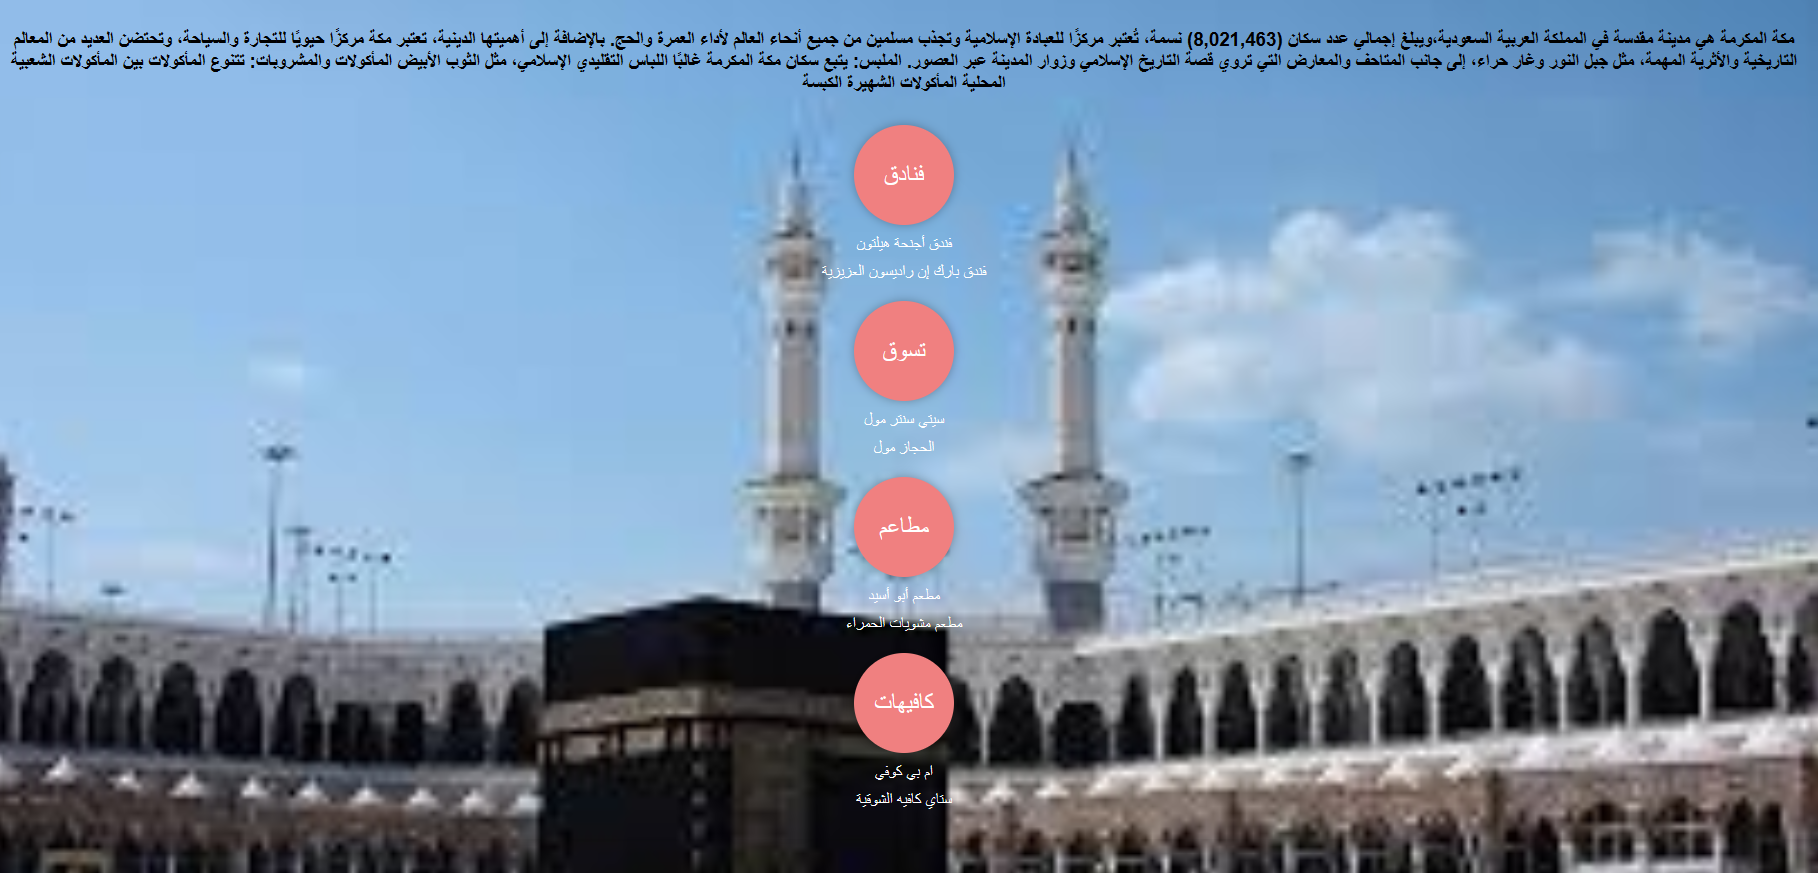 مكة المكرمة هي مدينة مقدسة في المملكة العربية السعودية،ويبلغ إجمالي عدد سكان (8,021,463) نسمة، تُعتبر مركزًا للعبادة الإسلامية وتجذب مسلمين من جميع أنحاء العالم لأداء العمرة والحج. بالإضافة إلى أهميتها الدينية، تعتبر مكة مركزًا حيويًا للتجارة والسياحة، وتحتضن العديد من المعالم
التاريخية والأثرية المهمة، مثل جبل النور وغار حراء، إلى جانب المتاحف والمعارض التي تروي قصة التاريخ الإسلامي وزوار المدينة عبر العصور. الملبس: يتبع سكان مكة المكرمة غالبًا اللباس التقليدي الإسلامي، مثل الثوب الأبيض المأكولات والمشروبات: تتنوع المأكولات بين المأكولات الشعبية
المحلية المأكولات الشهيرة الكبسة
فنادق
فندق أجنحة هيلتون
فندق بارك إن راديسون العزيزية
تسوق
سيتي سنتر مول
الحجاز مول
مطاعم
مطعم أبو أسيد
مطعم مشويات الحمراء
كافيهات
ام بي كوفي
ستاي كافيه الشوقية